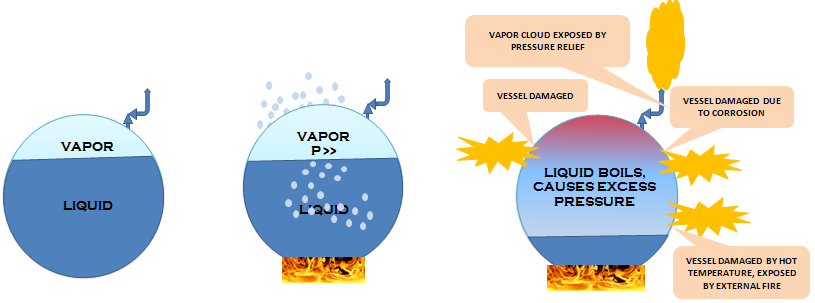 VAPOR
LIQUID
VAPOR
P>>
LIQUID
VAPOR CLOUD EXPOSED BY
PRESSURE RELIEF
VESSEL DAMAGED
VESSEL DAMAGED DUE
TO CORROSION
LIQUID BOILS,
CAUSES EXCESS
PRESSURE
VESSEL DAMAGED BY HOT
TEMPERATURE, EXPOSED
BY EXTERNAL FIRE